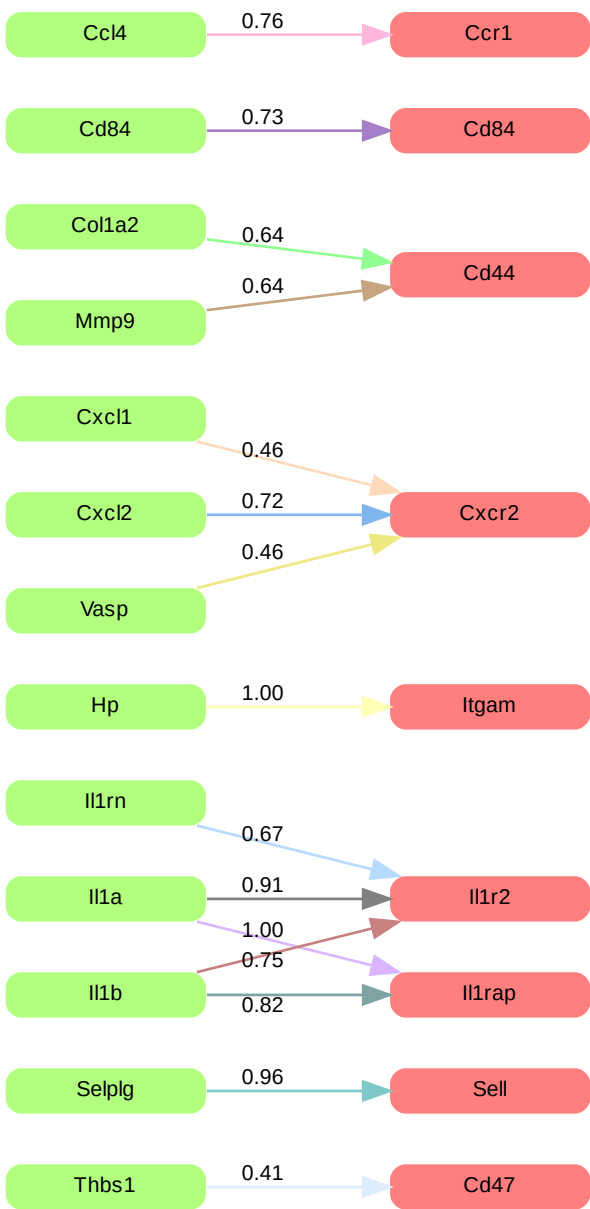 Ccl4
0.76
Ccr1
Cd84
0.73
Cd84
Col1a2
0.64
Cd44
Mmp9
0.64
Cxcl1
0.46
Cxcl2
0.72
Cxcr2
Vasp
0.46
Hp
1.00
Itgam
Il1rn
0.67
Il1a
0.91
Il1r2
1.00
0.75
Il1b
0.82
Il1rap
Selplg
0.96
Sell
Thbs1
0.41
Cd47